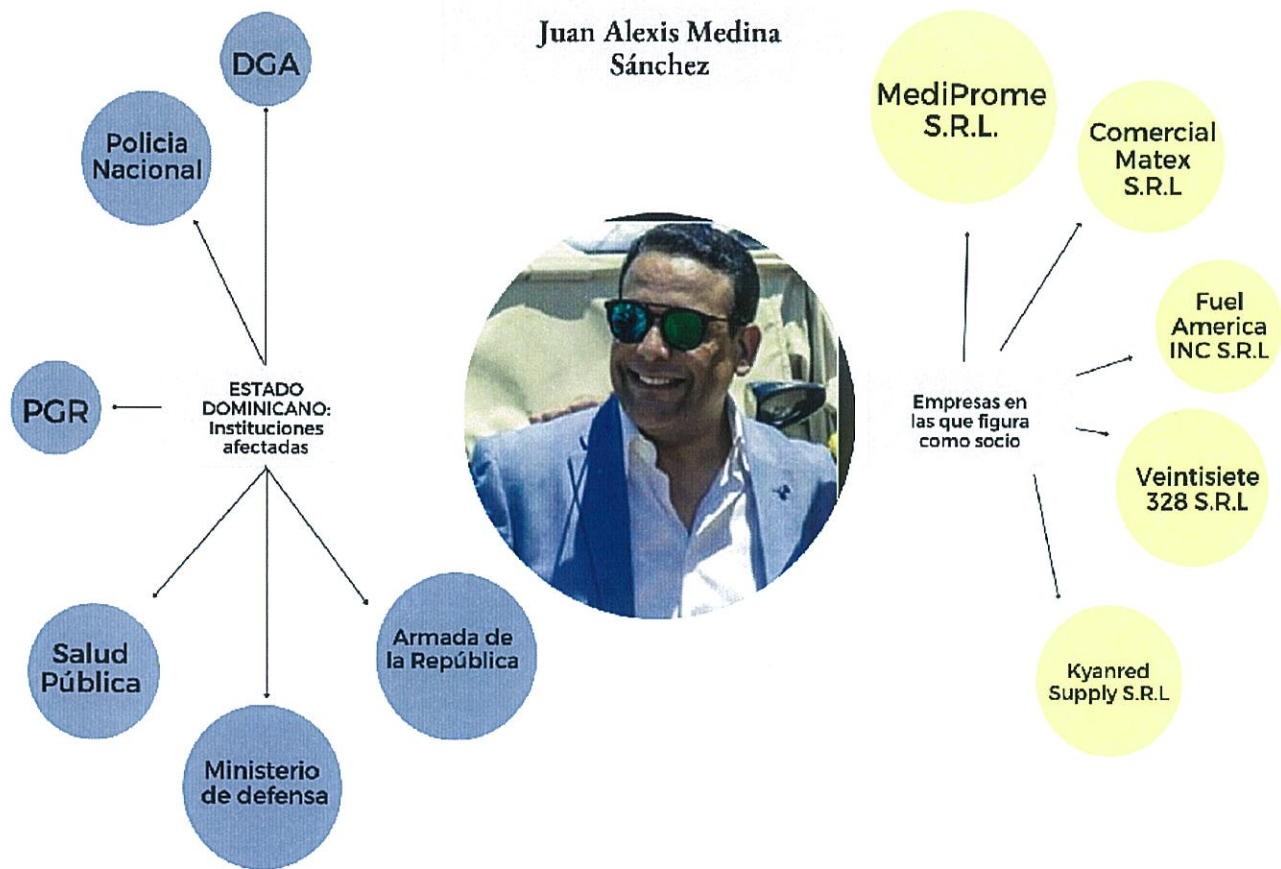 Juan Alexis Medina
Sánchez
DGA
Policia
Nacional
PGR
ESTADO
DOMINICANO:
Instituciones
afectadas
Salud
Pública
Ministerio
de defensa
Armada de
la República
MediProme
S.R.L.
Comercial
Matex
S.R.L
Fuel
America
INC S.R.L
Empresas en
las que figura
como socio
Veintisiete
328 S.R.L
Kyanred
Supply S.R.L